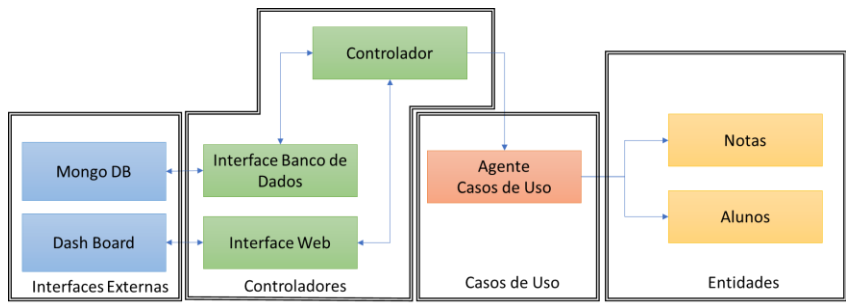 Controlador
Mongo DB
Interface Banco de
Dados
Agente
Casos de Uso
Notas
Dash Board
Interface Web
Alunos
Interfaces Externas
Controladores
Casos de Uso
Entidades